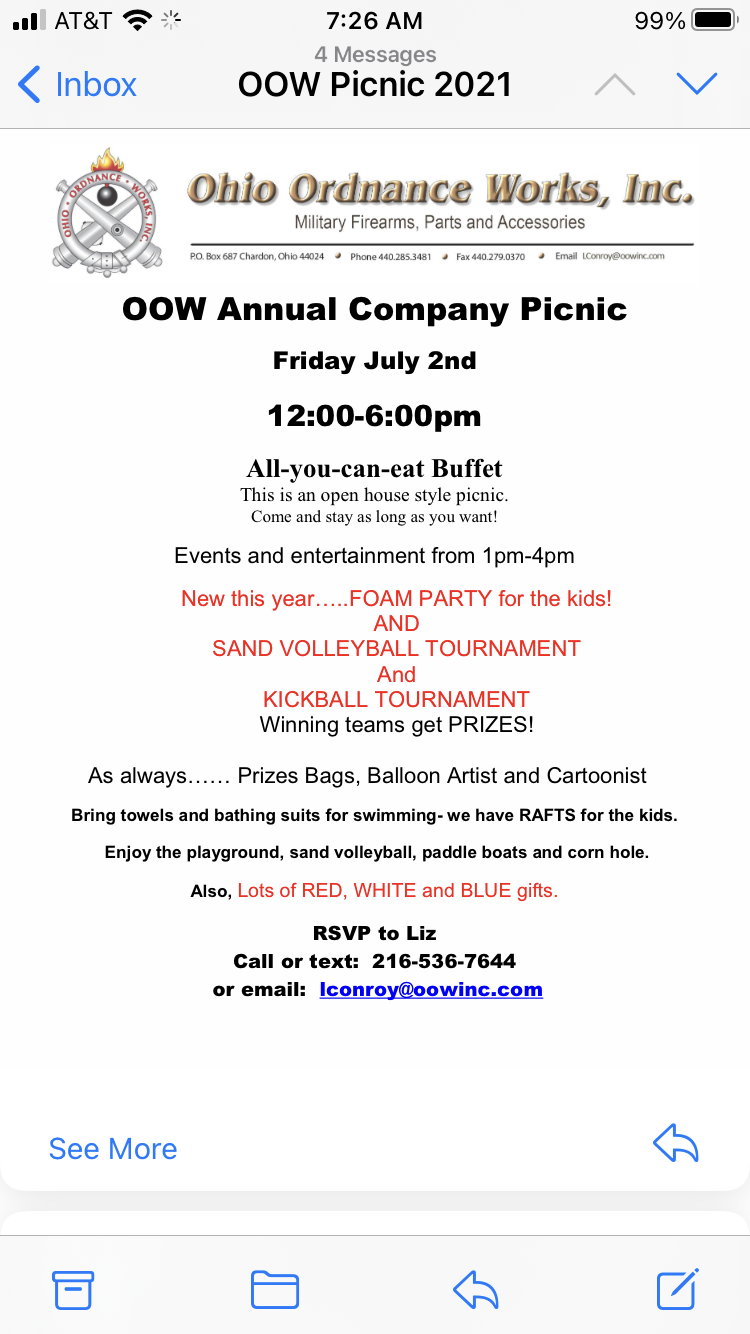 AT&T 7:26 AM 99%
4 Messages
Inbox OOW Picnic 2021
OHIO • ORDNANCE • WORKS, INC.
Ohio Ordnance Works, Inc.
Military Firearms, Parts and Accessories
P.O. Box 687 Chardon, Ohio 44024 Phone 440.285.3481 Fax 440.279.0370 Email LConroy@oowinc.com
OOW Annual Company Picnic
Friday July 2nd
12:00-6:00pm
All-you-can-eat Buffet
This is an open house style picnic.
Come and stay as long as you want!
Events and entertainment from 1pm-4pm
New this year…..FOAM PARTY for the kids!
AND
SAND VOLLEYBALL TOURNAMENT
And
KICKBALL TOURNAMENT
Winning teams get PRIZES!
As always…… Prizes Bags, Balloon Artist and Cartoonist
Bring towels and bathing suits for swimming- we have RAFTS for the kids.
Enjoy the playground, sand volleyball, paddle boats and corn hole.
Also, Lots of RED, WHITE and BLUE gifts.
RSVP to Liz
Call or text: 216-536-7644
or email: lconroy@oowinc.com
See More